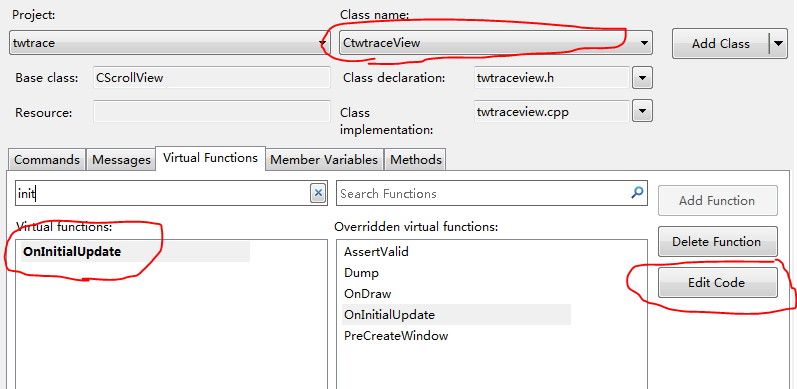 Project:
Class name:
twtrace
CtwtraceView
Add Class
Base class:
CScrollView
Class declaration:
twtraceview.h
Resource:
Class implementation:
twtraceview.cpp
Commands
Messages
Virtual Functions
Member Variables
Methods
init
Search Functions
Add Function
Virtual functions:
Overridden virtual functions:
OnInitialUpdate
AssertValid
Dump
OnDraw
OnInitialUpdate
PreCreateWindow
Delete Function
Edit Code